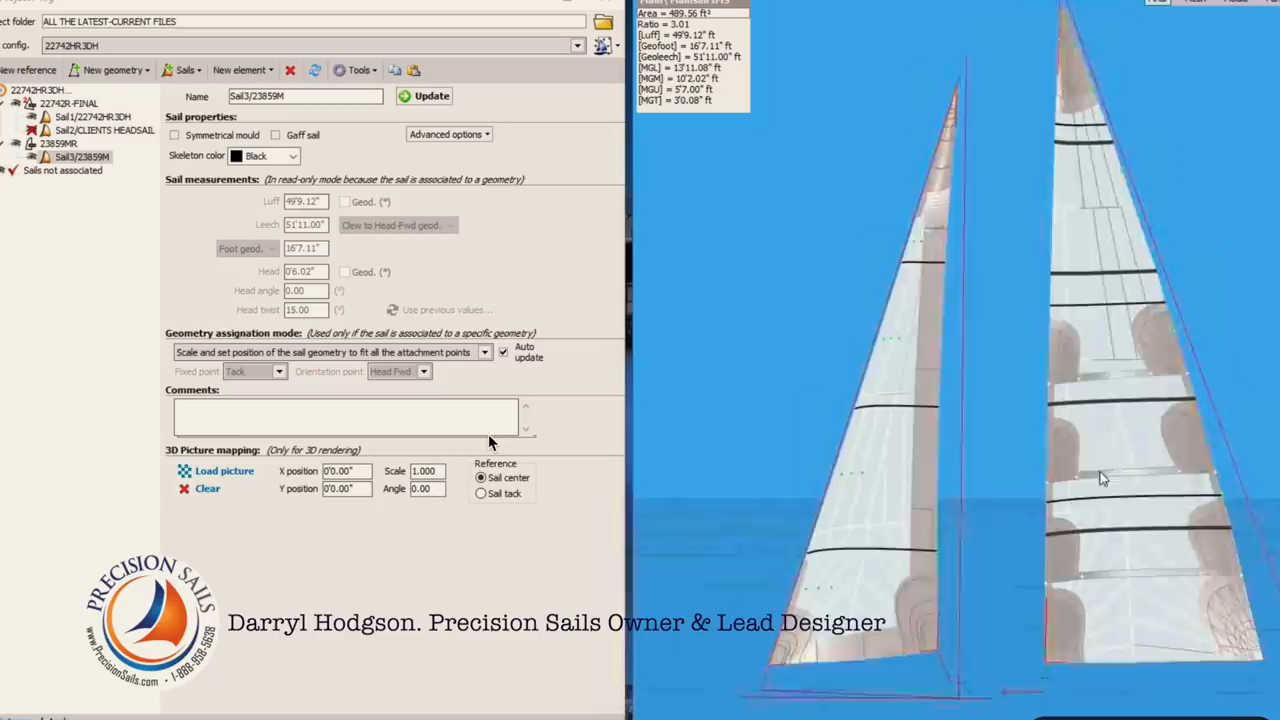 ect folder ALL THE LATEST-CURRENT FILES
config. 22742HR3DH
New reference New geometry Sails New element Tools
22742HR3DH...
22742R-FINAL
Sail1/22742HR3DH
Sail2/CLIENTS HEADSAIL
23859MR
Sail3/23859M
Sails not associated
Name Sail3/23859M Update
Sail properties:
Symmetrical mould Gaff sail Advanced options
Skeleton color Black
Sail measurements: (In read-only mode because the sail is associated to a geometry)
Luff 49'9.12" Geod. (*)
Leech 51'11.00" Clew to Head-Fwd geod.
Foot geod. 16'7.11"
Head 0'6.02" Geod. (*)
Head angle 0.00 (°)
Head twist 15.00 (°) Use previous values...
Geometry assignation mode: (Used only if the sail is associated to a specific geometry)
Scale and set position of the sail geometry to fit all the attachment points Auto update
Fixed point Tack Orientation point Head Fwd
Comments:
3D Picture mapping: (Only for 3D rendering)
Load picture X position 0'0.00" Scale 1.000
Clear Y position 0'0.00" Angle 0.00
Reference
Sail center
Sail tack
Area = 489.56 ft²
Ratio = 3.01
[Luff] = 49'9.12" ft
[Geofoot] = 16'7.11" ft
[Geoleech] = 51'11.00" ft
[MGL] = 13'11.08" ft
[MGM] = 10'2.02" ft
[MGU] = 5'7.00" ft
[MGT] = 3'0.08" ft
PRECISION SAILS
www.PrecisionSails.com • 1-888-958-5638
Darryl Hodgson. Precision Sails Owner & Lead Designer